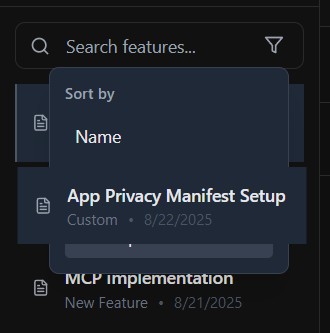 Search features...
Sort by
Name
App Privacy Manifest Setup
Custom • 8/22/2025
MCP implementation
New Feature • 8/21/2025